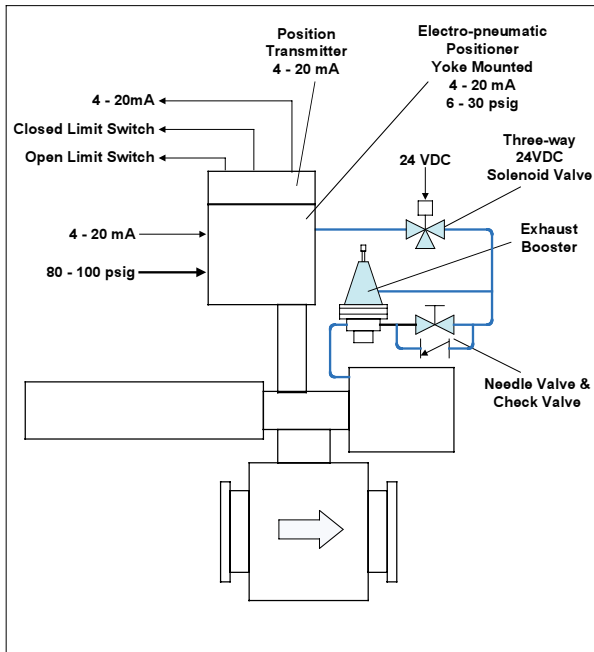 Position
Transmitter
4 - 20 mA
Electro-pneumatic
Positioner
Yoke Mounted
4 - 20 mA
6 - 30 psig
4 - 20mA
Closed Limit Switch
Open Limit Switch
24 VDC
Three-way
24VDC
Solenoid Valve
4 - 20 mA
80 - 100 psig
Exhaust
Booster
Needle Valve &
Check Valve